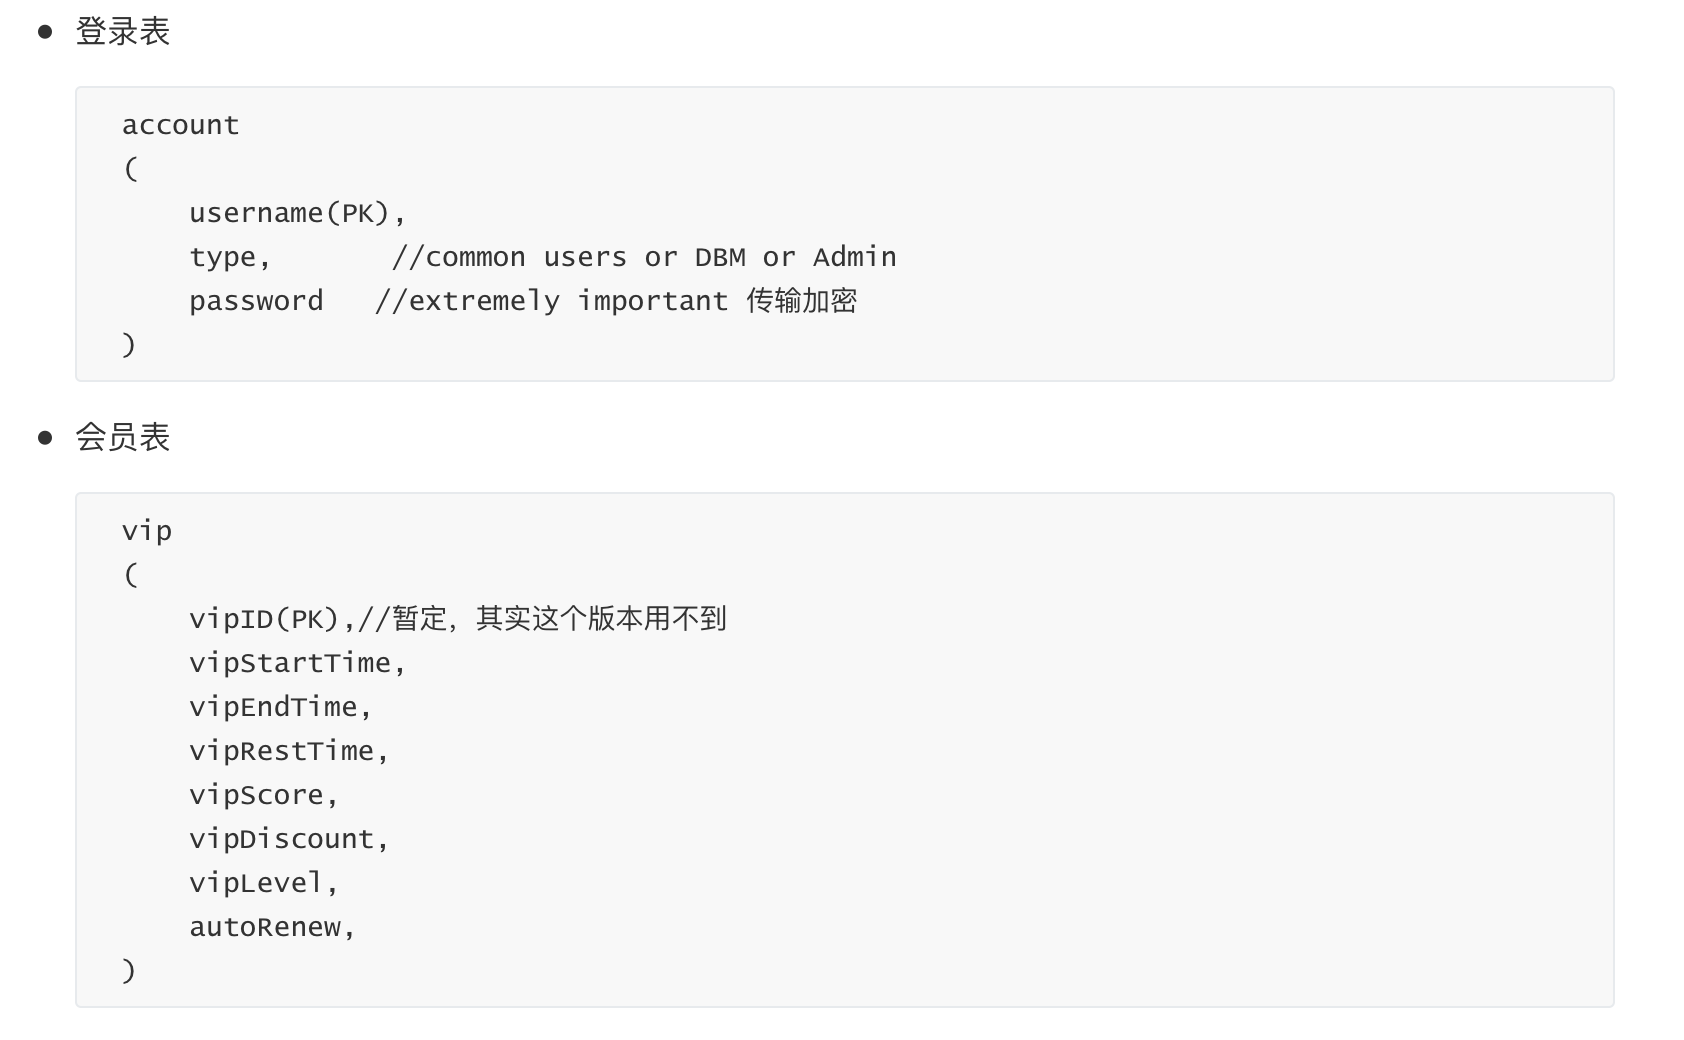 登录表
account
(
username(PK),
type,       //common users or DBM or Admin
password   //extremely important 传输加密
)
会员表
vip
(
vipID(PK),//暂定，其实这个版本用不到
vipStartTime,
vipEndTime,
vipRestTime,
vipScore,
vipDiscount,
vipLevel,
autoRenew,
)